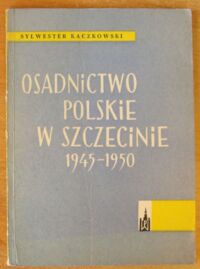 SYLWESTER KACZKOWSKI
OSADNICTWO
POLSKIE
W SZCZECINIE
1945-1950